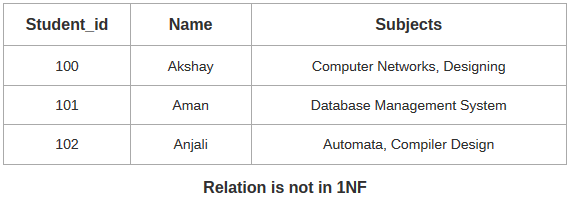 Student_id Name Subjects
100 Akshay Computer Networks, Designing
101 Aman Database Management System
102 Anjali Automata, Compiler Design
Relation is not in 1NF